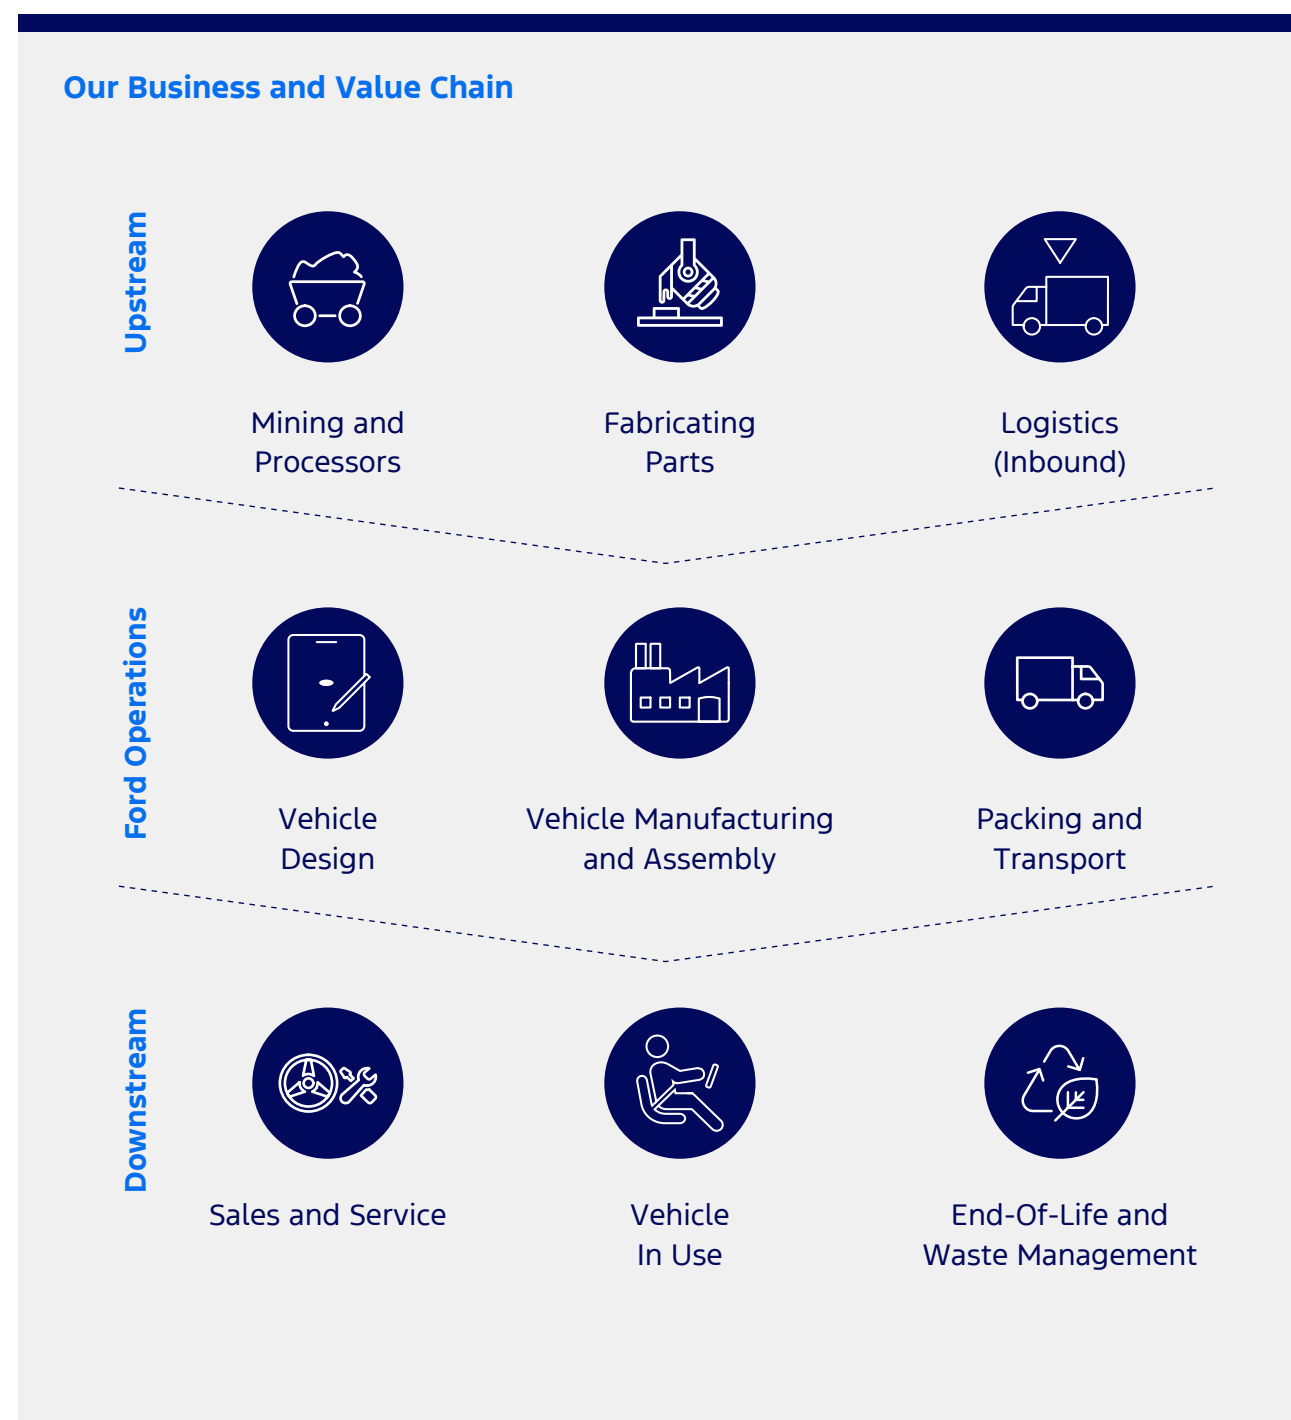 Our Business and Value Chain
Upstream
Mining and
Processors
Fabricating
Parts
Logistics
(Inbound)
Ford Operations
Vehicle
Design
Vehicle Manufacturing
and Assembly
Packing and
Transport
Downstream
Sales and Service
Vehicle
In Use
End-Of-Life and
Waste Management